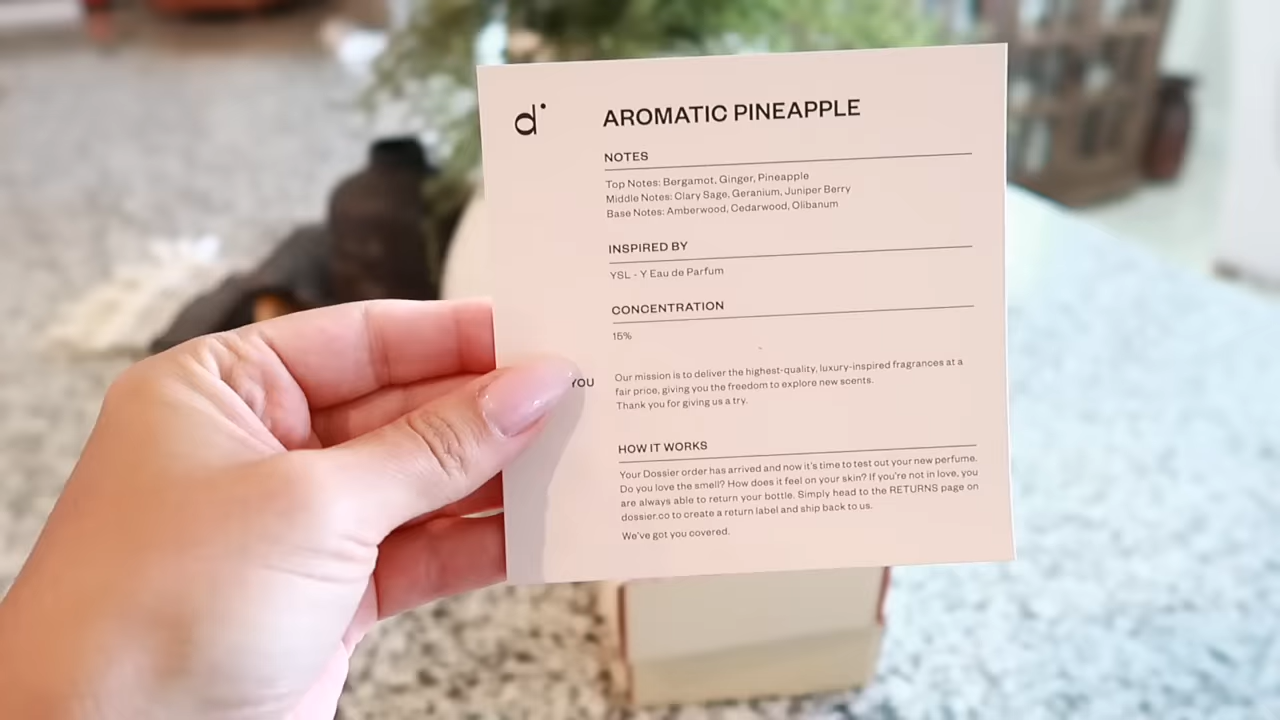 d·
AROMATIC PINEAPPLE
NOTES
Top Notes: Bergamot, Ginger, Pineapple
Middle Notes: Clary Sage, Geranium, Juniper Berry
Base Notes: Amberwood, Cedarwood, Olibanum
INSPIRED BY
YSL - Y Eau de Parfum
CONCENTRATION
15%
YOU
Our mission is to deliver the highest-quality, luxury-inspired fragrances at a
fair price, giving you the freedom to explore new scents.
Thank you for giving us a try.
HOW IT WORKS
Your Dossier order has arrived and now it's time to test out your new perfume.
Do you love the smell? How does it feel on your skin? If you're not in love, you
are always able to return your bottle. Simply head to the RETURNS page on
dossier.co to create a return label and ship back to us.
We've got you covered.